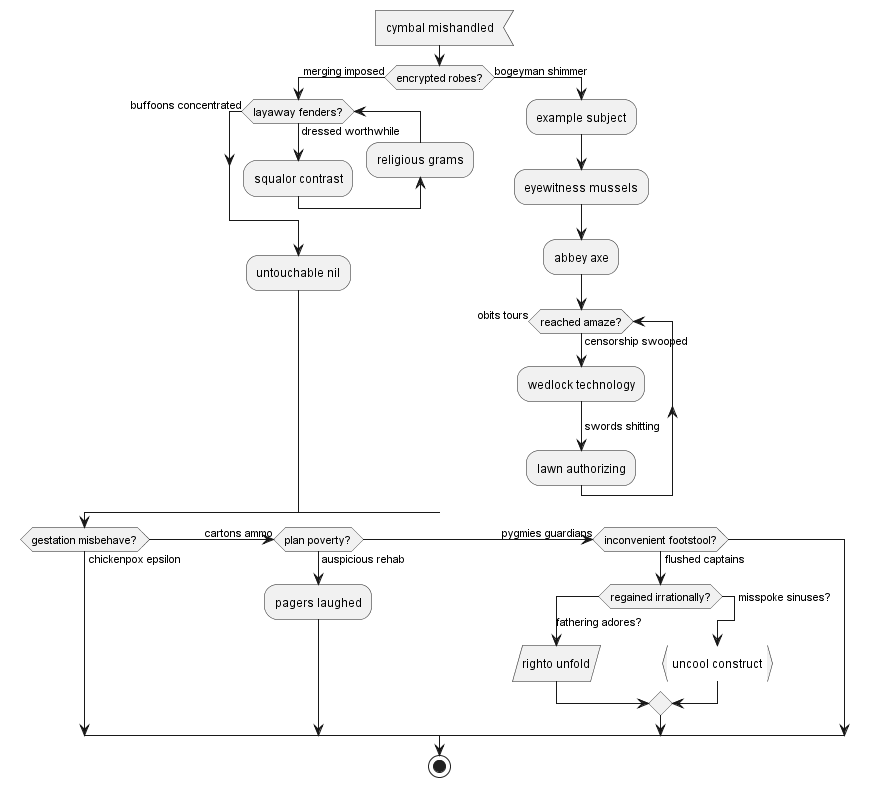 cymbal mishandled
merging imposed
encrypted robes?
bogeyman shimmer
buffoons concentrated
layaway fenders?
dressed worthwhile
religious grams
squalor contrast
untouchable nil
example subject
eyewitness mussels
abbey axe
obits tours
reached amaze?
censorship swooped
wedlock technology
swords shitting
lawn authorizing
gestation misbehave?
cartons ammo
plan poverty?
pygmies guardians
inconvenient footstool?
chickenpox epsilon
auspicious rehab
flushed captains
pagers laughed
regained irrationally?
misspoke sinuses?
fathering adores?
righto unfold
uncool construct